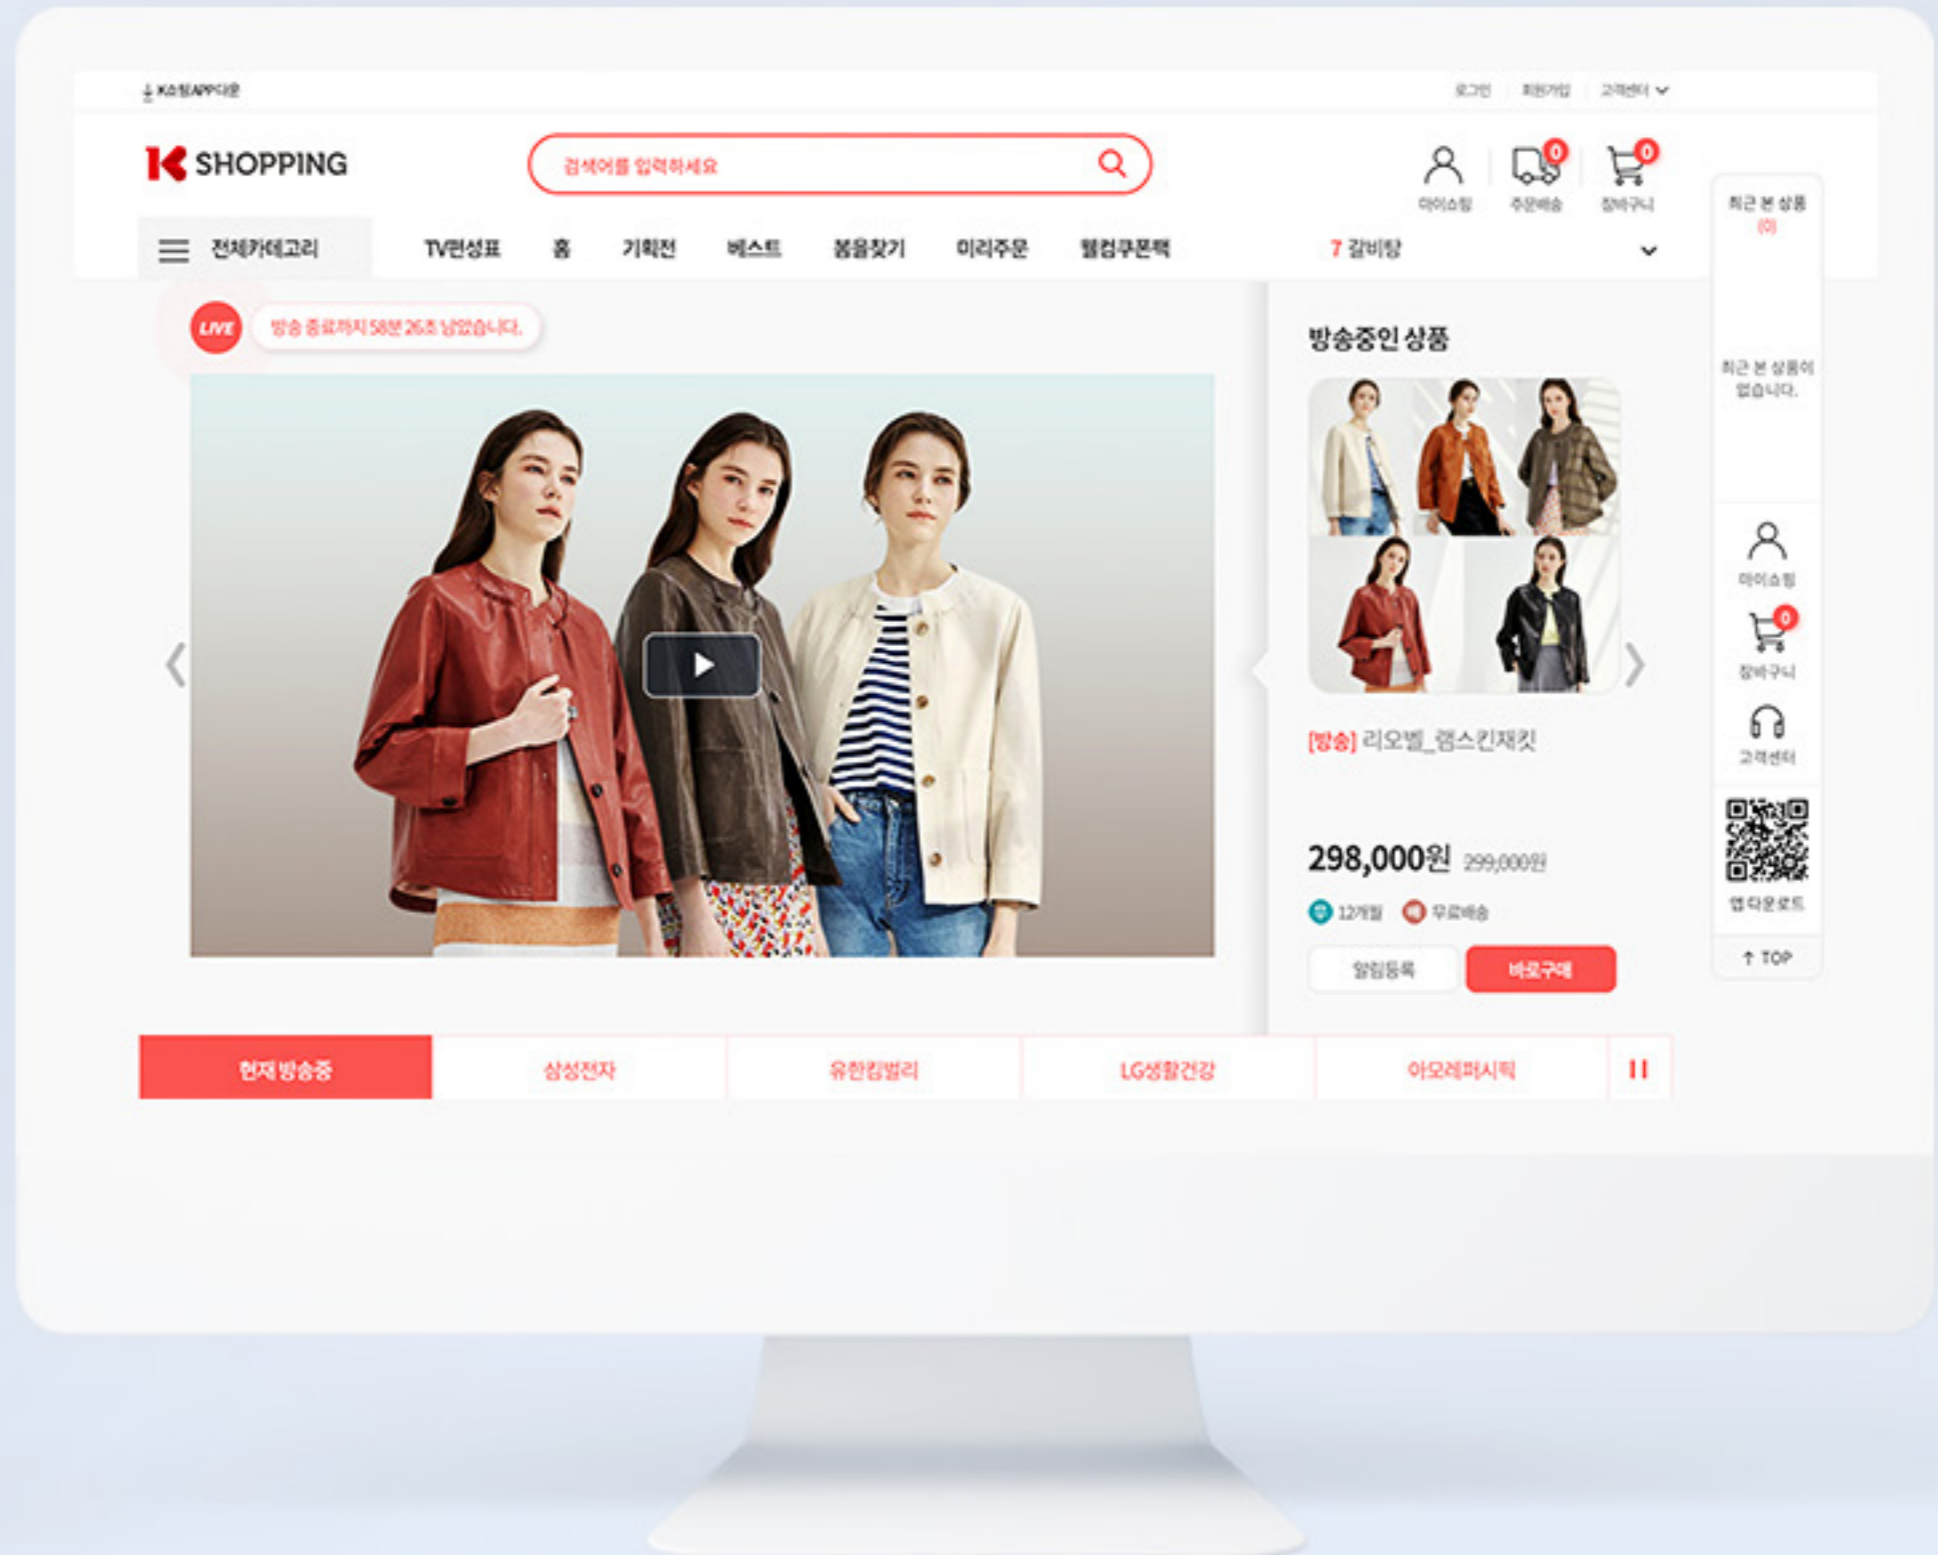 K쇼핑APP다운
로그인 회원가입 고객센터
K SHOPPING
검색어를 입력하세요
마이쇼핑 주문배송 장바구니
0 0
전체카테고리 TV편성표 홈 기획전 베스트 봄을찾기 미리주문 웰컴쿠폰팩 7 갈비탕
LIVE 방송 종료까지 58분 26초 남았습니다.
방송중인 상품
[방송] 리오벨_램스킨재킷
298,000원 299,000원
12개월 무료배송
알림등록 바로구매
현재 방송중 삼성전자 유한킴벌리 LG생활건강 아모레퍼시픽
최근 본 상품
(0)
최근 본 상품이
없습니다.
마이쇼핑
0
장바구니
고객센터
앱 다운로드
↑ TOP